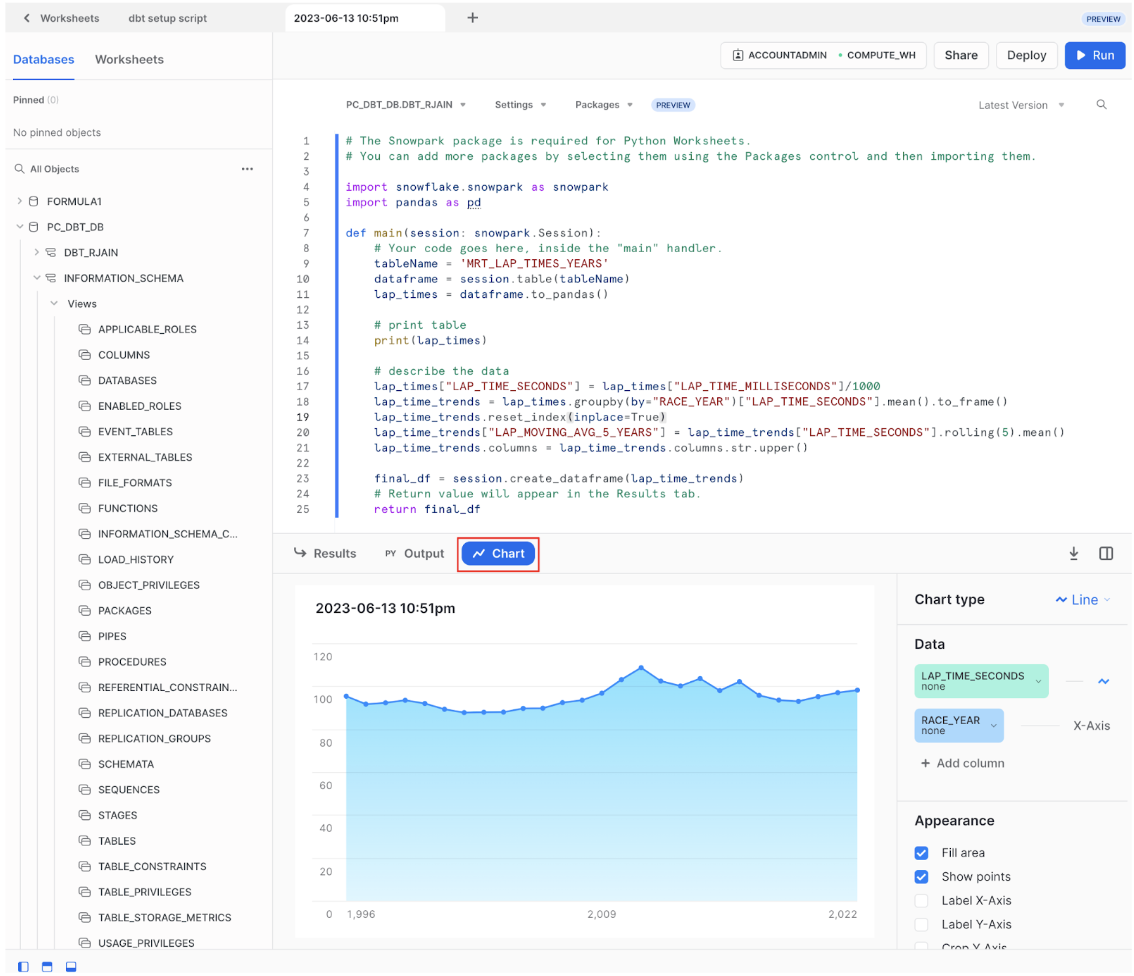 Worksheets
dbt setup script
2023-06-13 10:51pm
+
PREVIEW
Databases
Worksheets
Pinned (0)
No pinned objects
All Objects
FORMULA1
PC_DBT_DB
DBT_RJAIN
INFORMATION_SCHEMA
Views
APPLICABLE_ROLES
COLUMNS
DATABASES
ENABLED_ROLES
EVENT_TABLES
EXTERNAL_TABLES
FILE_FORMATS
FUNCTIONS
INFORMATION_SCHEMA_C...
LOAD_HISTORY
OBJECT_PRIVILEGES
PACKAGES
PIPES
PROCEDURES
REFERENTIAL_CONSTRAIN...
REPLICATION_DATABASES
REPLICATION_GROUPS
SCHEMATA
SEQUENCES
STAGES
TABLES
TABLE_CONSTRAINTS
TABLE_PRIVILEGES
TABLE_STORAGE_METRICS
USAGE_PRIVILEGES
ACCOUNTADMIN
COMPUTE_WH
Share
Deploy
Run
PC_DBT_DB.DBT_RJAIN
Settings
Packages
PREVIEW
Latest Version
1 # The Snowpark package is required for Python Worksheets.
2 # You can add more packages by selecting them using the Packages control and then importing them.
3
4 import snowflake.snowpark as snowpark
5 import pandas as pd
6
7 def main(session: snowpark.Session):
8 # Your code goes here, inside the "main" handler.
9 tableName = 'MRT_LAP_TIMES_YEARS'
10 dataframe = session.table(tableName)
11 lap_times = dataframe.to_pandas()
12
13 # print table
14 print(lap_times)
15
16 # describe the data
17 lap_times["LAP_TIME_SECONDS"] = lap_times["LAP_TIME_MILLISECONDS"]/1000
18 lap_time_trends = lap_times.groupby(by="RACE_YEAR")["LAP_TIME_SECONDS"].mean().to_frame()
19 lap_time_trends.reset_index(inplace=True)
20 lap_time_trends["LAP_MOVING_AVG_5_YEARS"] = lap_time_trends["LAP_TIME_SECONDS"].rolling(5).mean()
21 lap_time_trends.columns = lap_time_trends.columns.str.upper()
22
23 final_df = session.create_dataframe(lap_time_trends)
24 # Return value will appear in the Results tab.
25 return final_df
Results
PY Output
Chart
2023-06-13 10:51pm
120
100
80
60
40
20
0
1,996
2,009
2,022
Chart type
Line
Data
LAP_TIME_SECONDS
none
RACE_YEAR
none
X-Axis
+ Add column
Appearance
Fill area
Show points
Label X-Axis
Label Y-Axis
Crop Y Axis